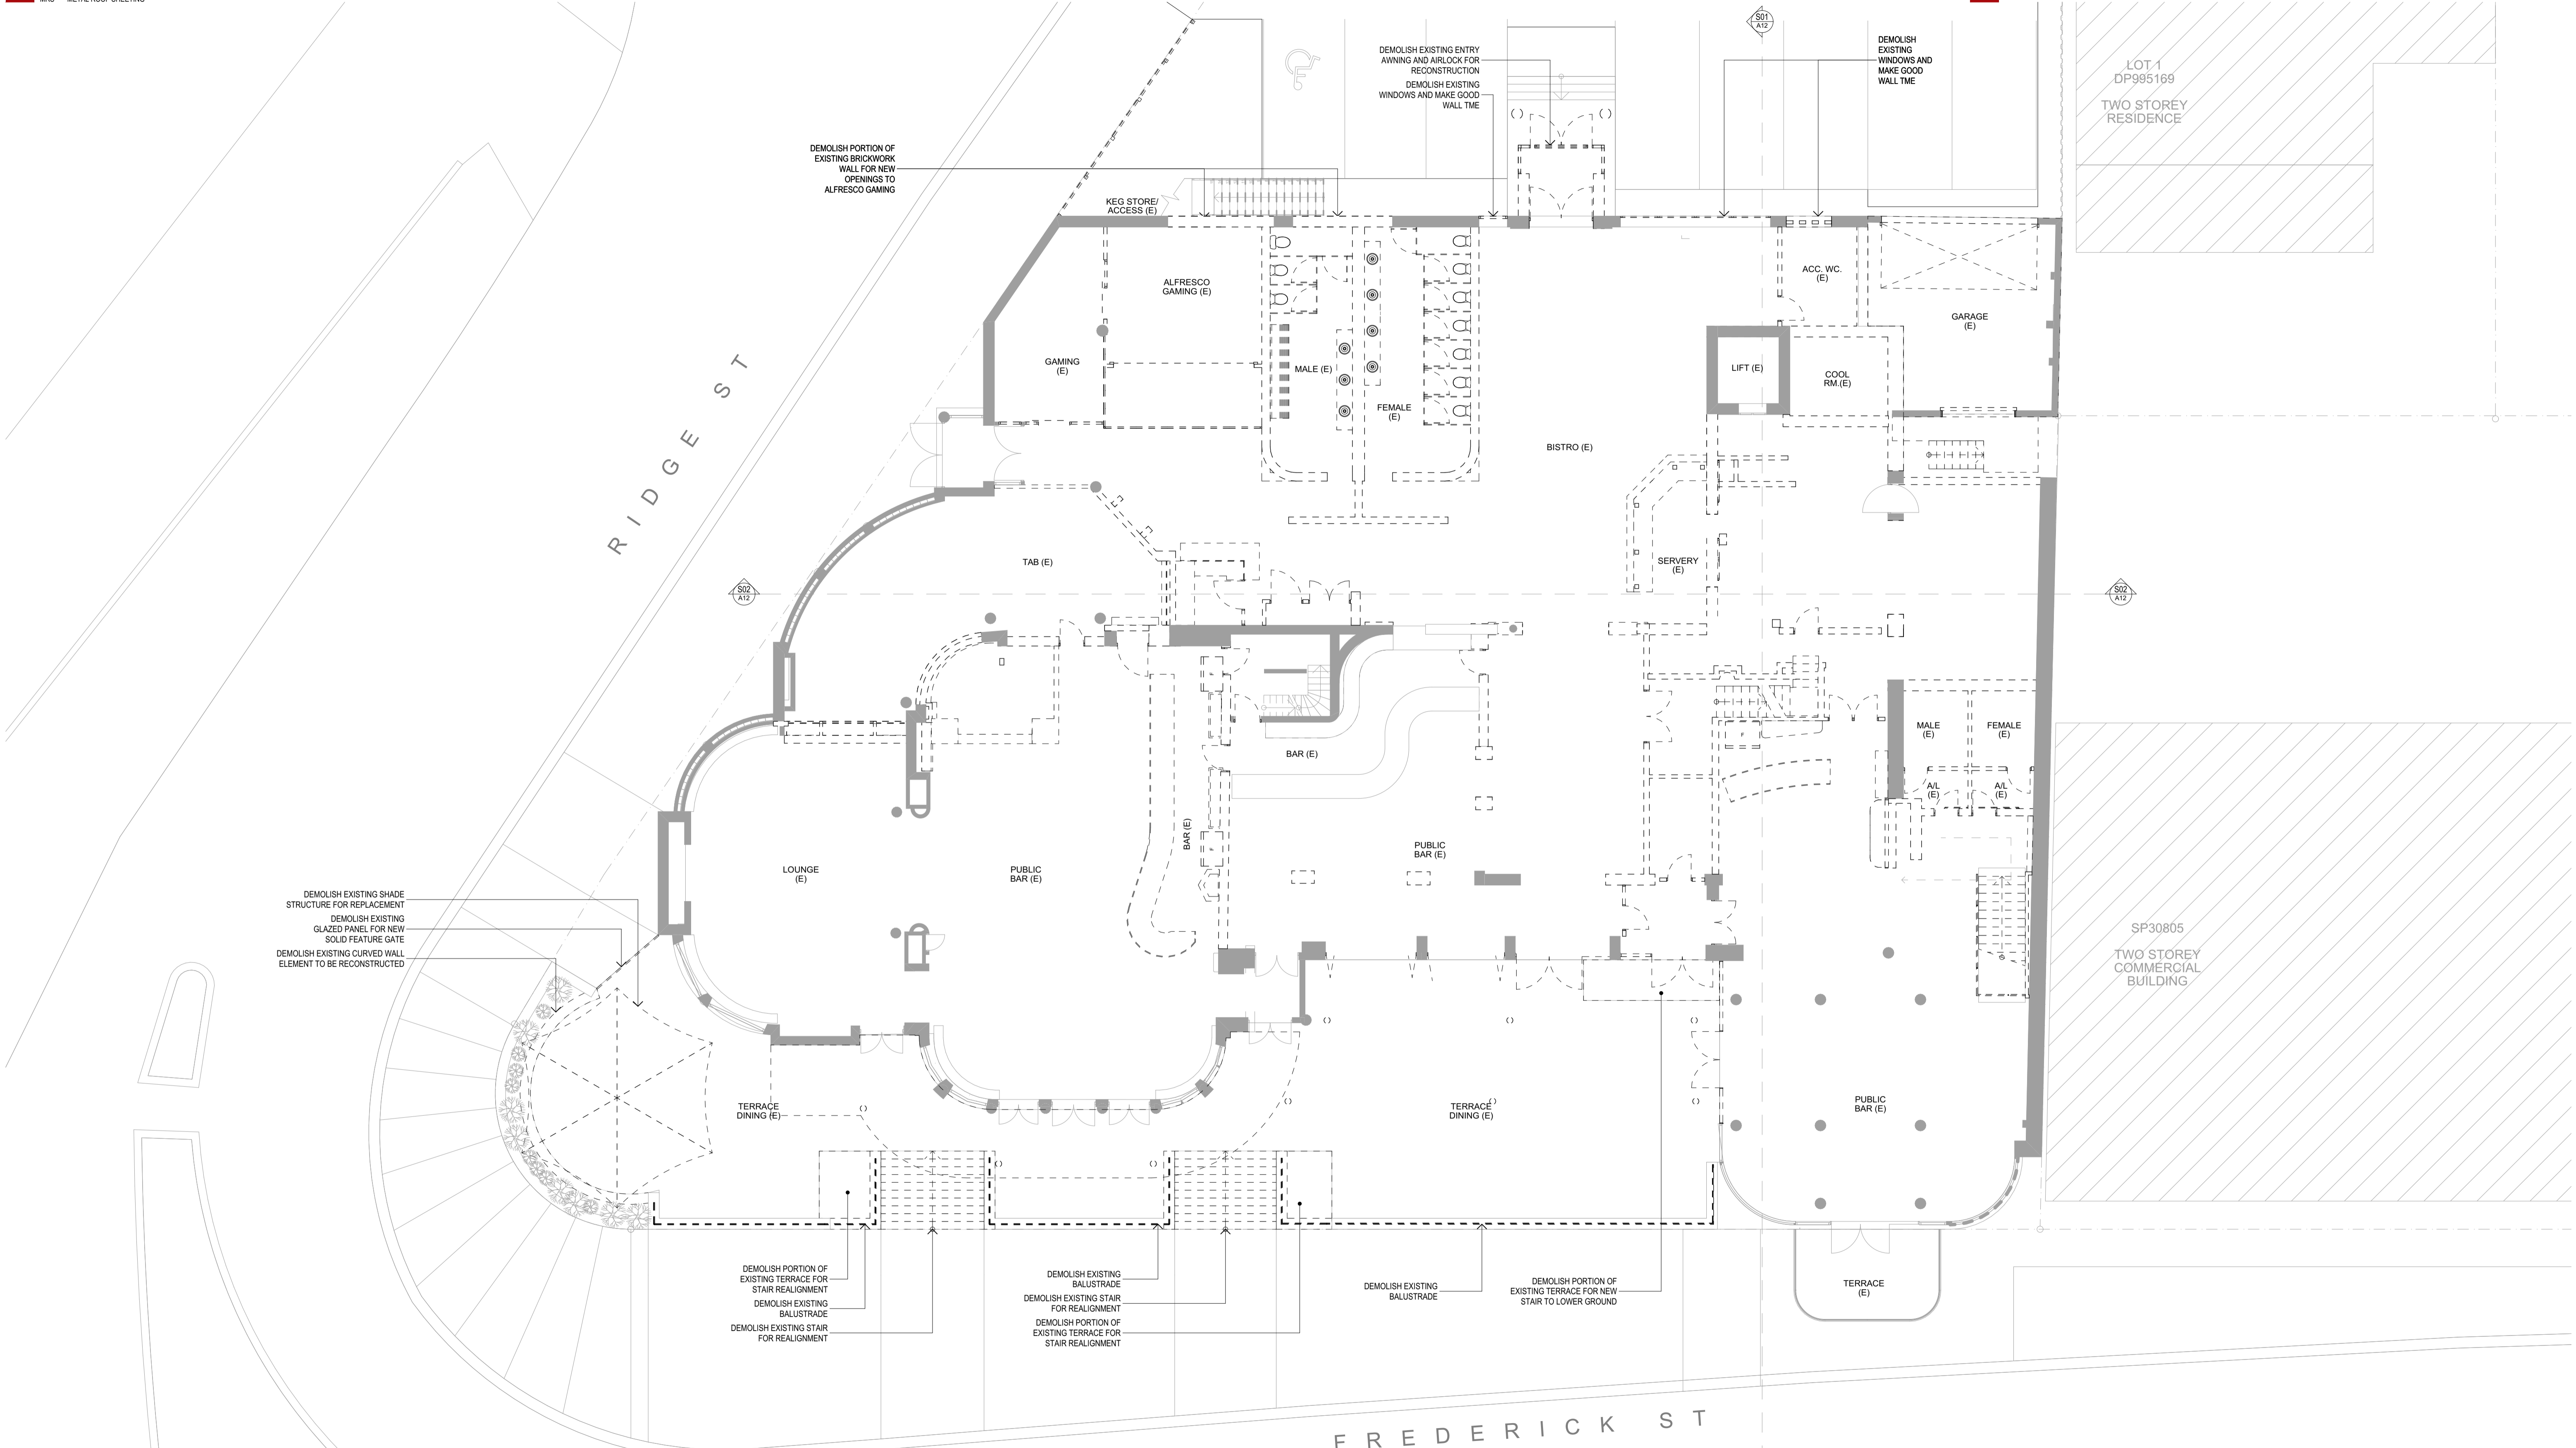 MRS METAL ROOF SHEETING
S01
A12
DEMOLISH EXISTING ENTRY
AWNING AND AIRLOCK FOR
RECONSTRUCTION
DEMOLISH EXISTING
WINDOWS AND MAKE GOOD
WALL TME
DEMOLISH
EXISTING
WINDOWS AND
MAKE GOOD
WALL TME
LOT 1
DP995169
TWO STOREY
RESIDENCE
DEMOLISH PORTION OF
EXISTING BRICKWORK
WALL FOR NEW
OPENINGS TO
ALFRESCO GAMING
KEG STORE/
ACCESS (E)
ALFRESCO
GAMING (E)
ACC. WC.
(E)
GARAGE
(E)
GAMING
(E)
MALE (E)
LIFT (E)
COOL
RM.(E)
FEMALE
(E)
BISTRO (E)
RIDGE ST
TAB (E)
SERVERY
(E)
S02
A12
S02
A12
BAR (E)
MALE
(E)
FEMALE
(E)
A/L
(E)
A/L
(E)
BAR (E)
LOUNGE
(E)
PUBLIC
BAR (E)
PUBLIC
BAR (E)
DEMOLISH EXISTING SHADE
STRUCTURE FOR REPLACEMENT
DEMOLISH EXISTING
GLAZED PANEL FOR NEW
SOLID FEATURE GATE
DEMOLISH EXISTING CURVED WALL
ELEMENT TO BE RECONSTRUCTED
SP30805
TWO STOREY
COMMERCIAL
BUILDING
TERRACE
DINING (E)
TERRACE
DINING (E)
PUBLIC
BAR (E)
DEMOLISH PORTION OF
EXISTING TERRACE FOR
STAIR REALIGNMENT
DEMOLISH EXISTING
BALUSTRADE
DEMOLISH EXISTING STAIR
FOR REALIGNMENT
DEMOLISH EXISTING
BALUSTRADE
DEMOLISH EXISTING STAIR
FOR REALIGNMENT
DEMOLISH PORTION OF
EXISTING TERRACE FOR
STAIR REALIGNMENT
DEMOLISH EXISTING
BALUSTRADE
DEMOLISH PORTION OF
EXISTING TERRACE FOR NEW
STAIR TO LOWER GROUND
TERRACE
(E)
FREDERICK ST